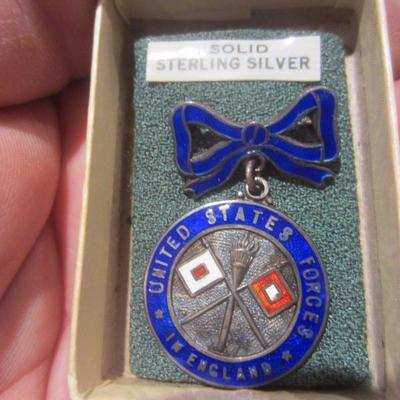 SOLID
STERLING SILVER
UNITED STATES FORCES
★ IN ENGLAND ★